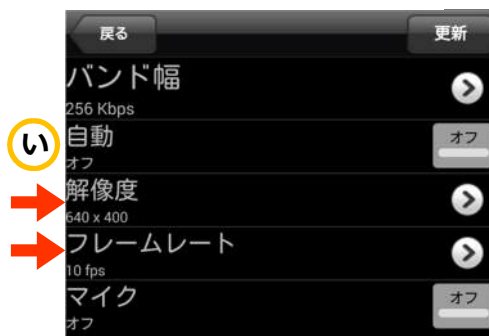 戻る
更新
バンド幅
256 Kbps
い
自動
オフ
オフ
解像度
640 x 400
フレームレート
10 fps
マイク
オフ
オフ